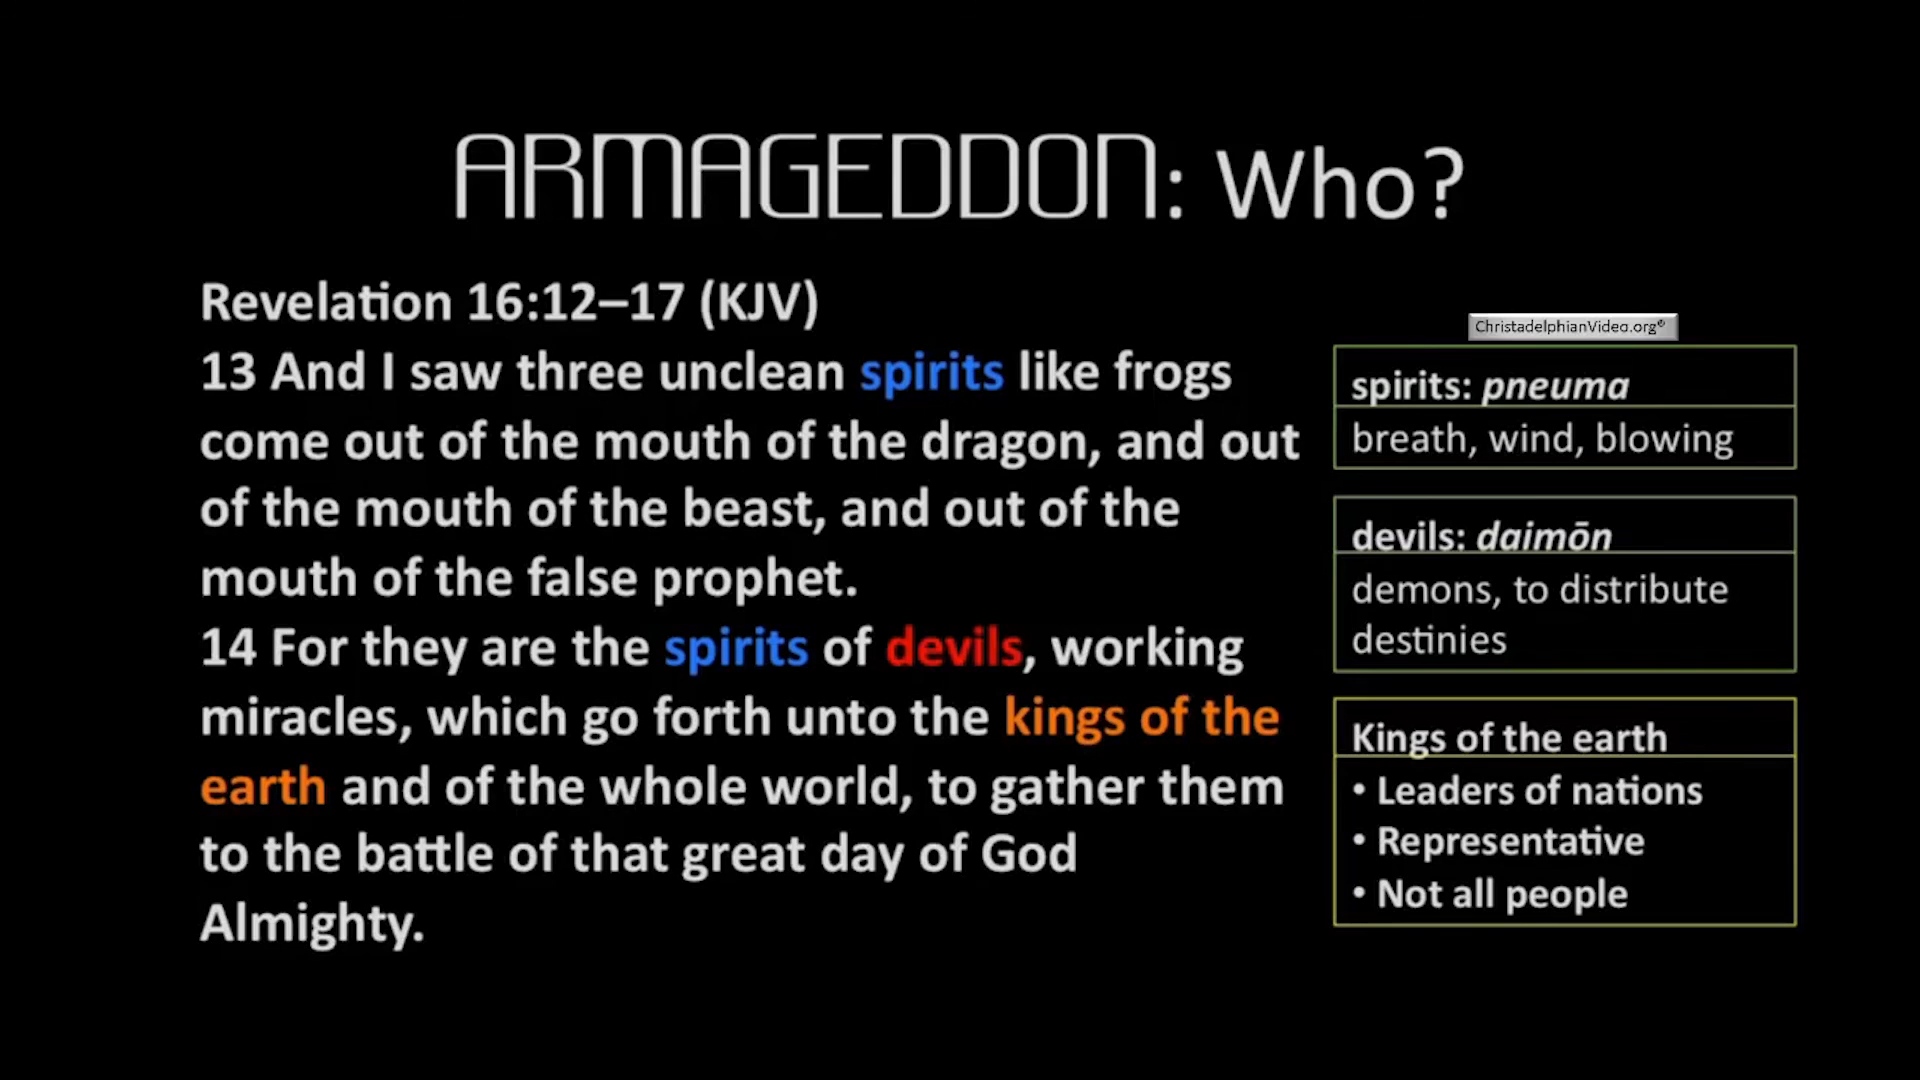 ARMAGEDDON: Who?
Revelation 16:12–17 (KJV)
13 And I saw three unclean spirits like frogs
come out of the mouth of the dragon, and out
of the mouth of the beast, and out of the
mouth of the false prophet.
14 For they are the spirits of devils, working
miracles, which go forth unto the kings of the
earth and of the whole world, to gather them
to the battle of that great day of God
Almighty.
ChristadelphianVideo.org®
spirits: pneuma
breath, wind, blowing
devils: daimōn
demons, to distribute
destinies
Kings of the earth
• Leaders of nations
• Representative
• Not all people